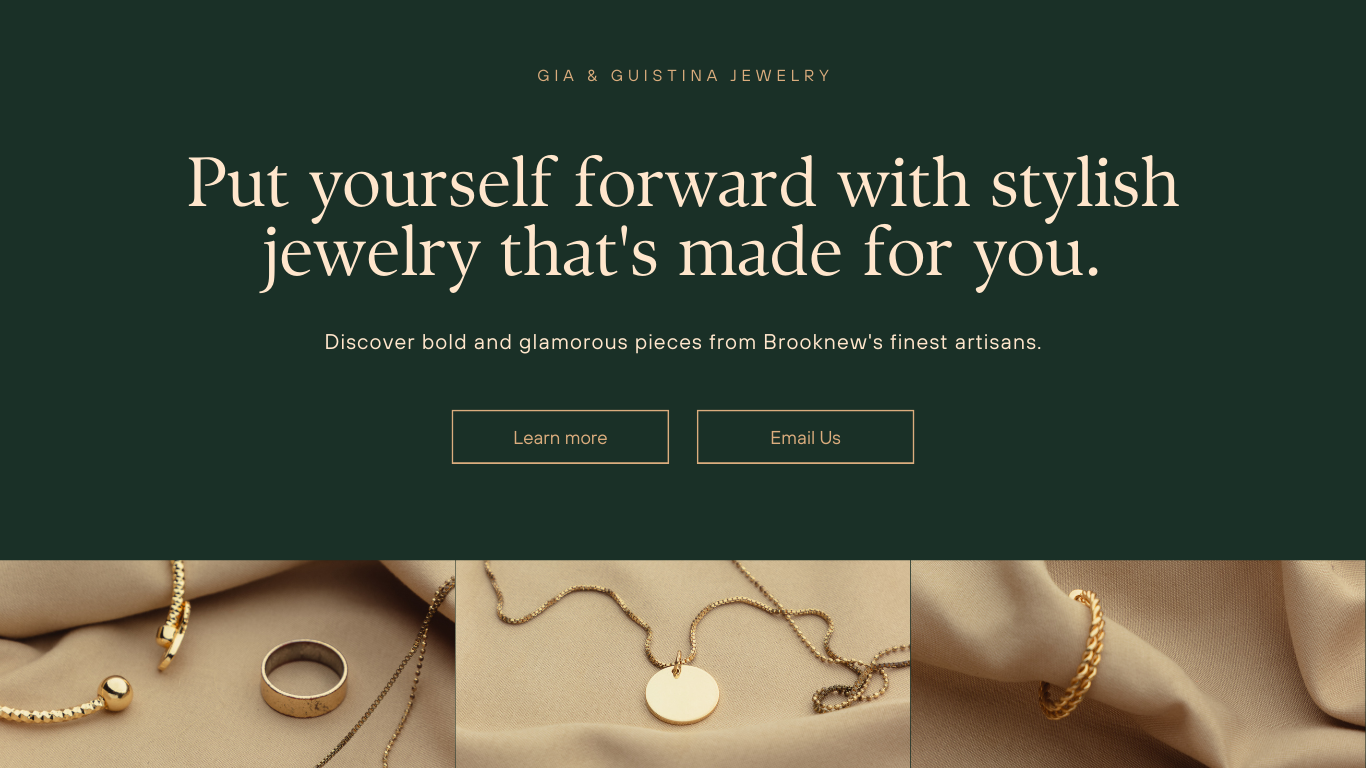 GIA & GUISTINA JEWELRY
Put yourself forward with stylish
jewelry that's made for you.
Discover bold and glamorous pieces from Brooknew's finest artisans.
Learn more
Email Us